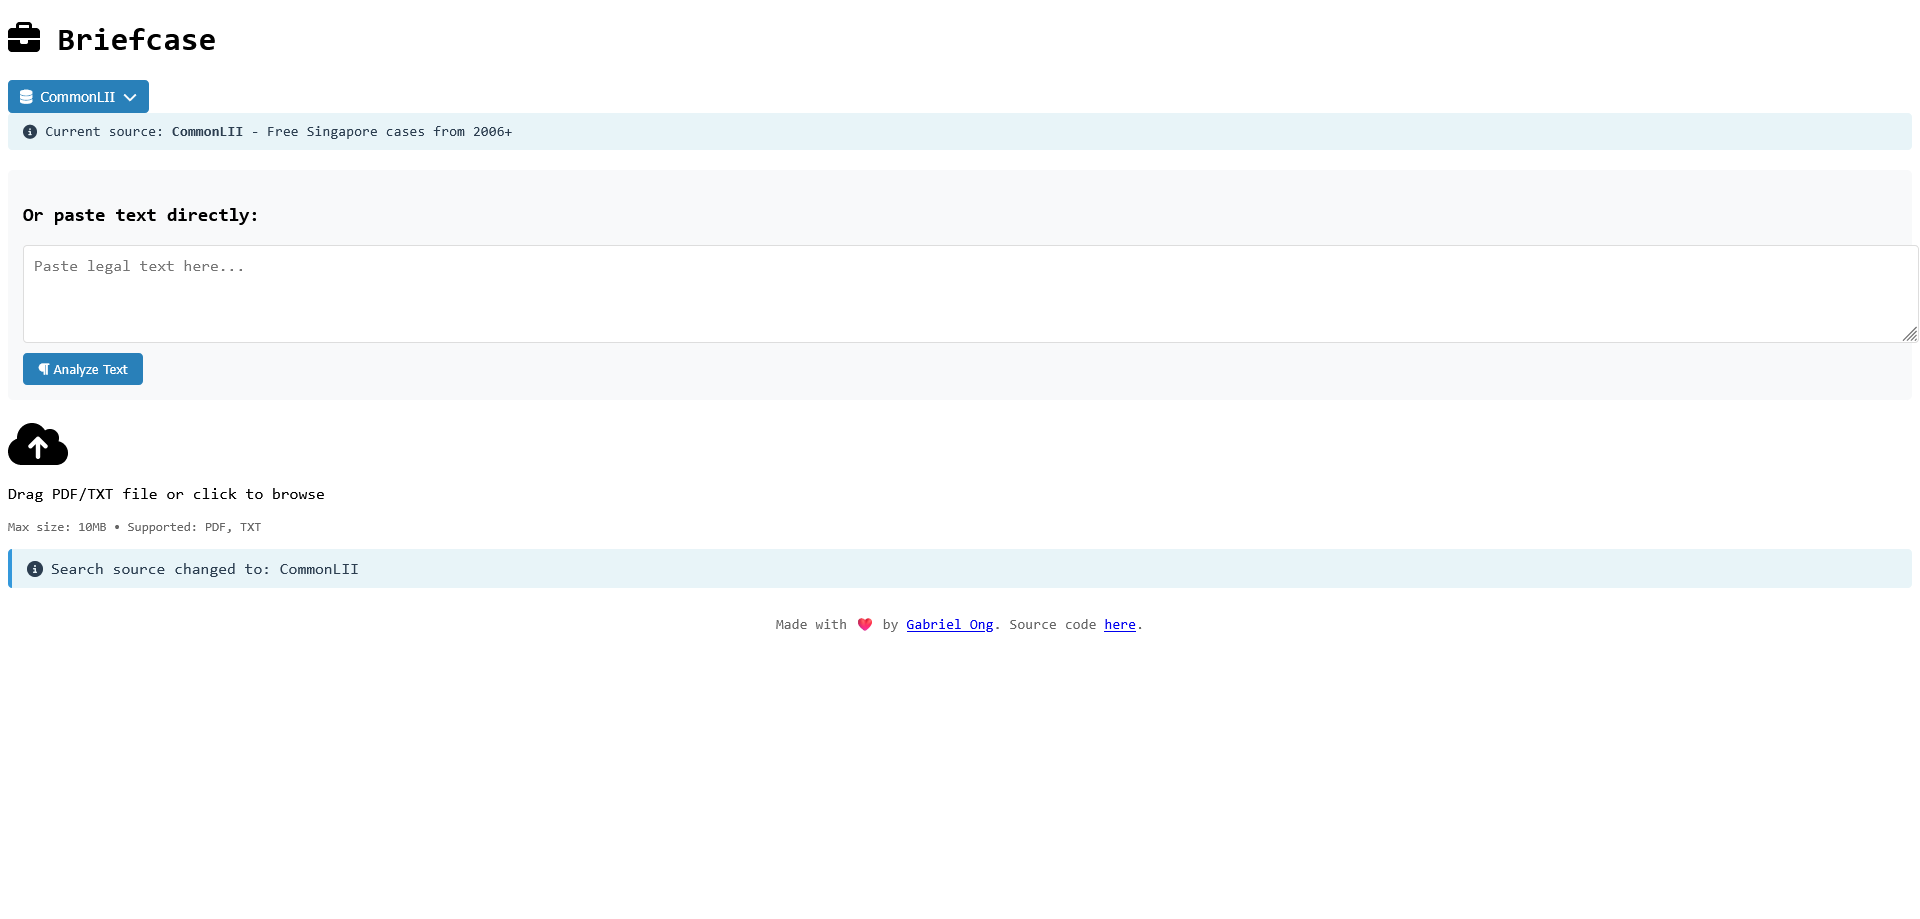 Briefcase
CommonLII
Current source: CommonLII - Free Singapore cases from 2006+
Or paste text directly:
Paste legal text here...
¶ Analyze Text
Drag PDF/TXT file or click to browse
Max size: 10MB • Supported: PDF, TXT
Search source changed to: CommonLII
Made with ❤️ by Gabriel Ong. Source code here.